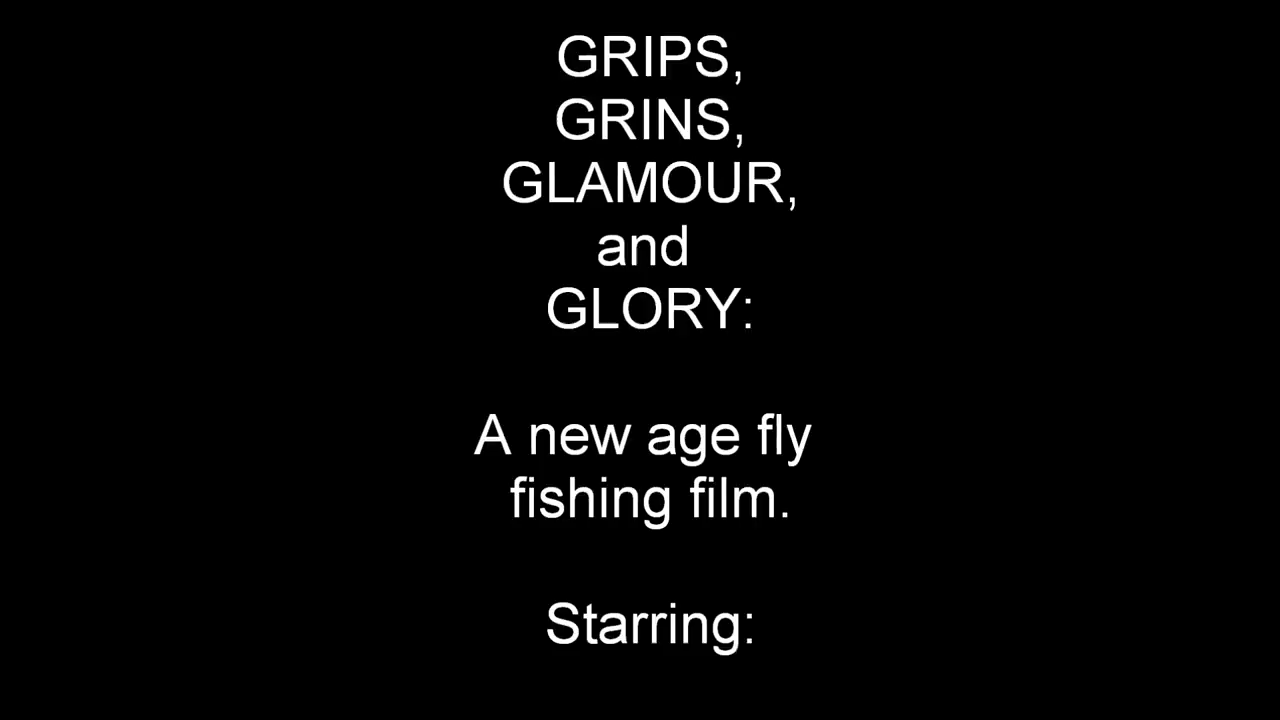 GRIPS,
GRINS,
GLAMOUR,
and
GLORY:
A new age fly
fishing film.
Starring: